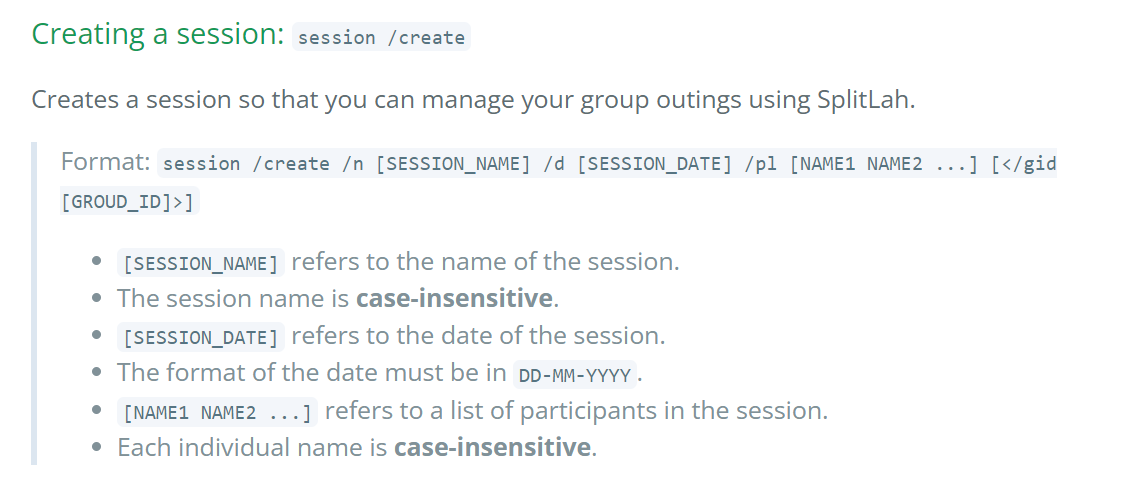 Creating a session: session /create
Creates a session so that you can manage your group outings using SplitLah.
Format: session /create /n [SESSION_NAME] /d [SESSION_DATE] /pl [NAME1 NAME2 ...] [</gid
[GROUD_ID]>]
[SESSION_NAME] refers to the name of the session.
The session name is case-insensitive.
[SESSION_DATE] refers to the date of the session.
The format of the date must be in DD-MM-YYYY.
[NAME1 NAME2 ...] refers to a list of participants in the session.
Each individual name is case-insensitive.